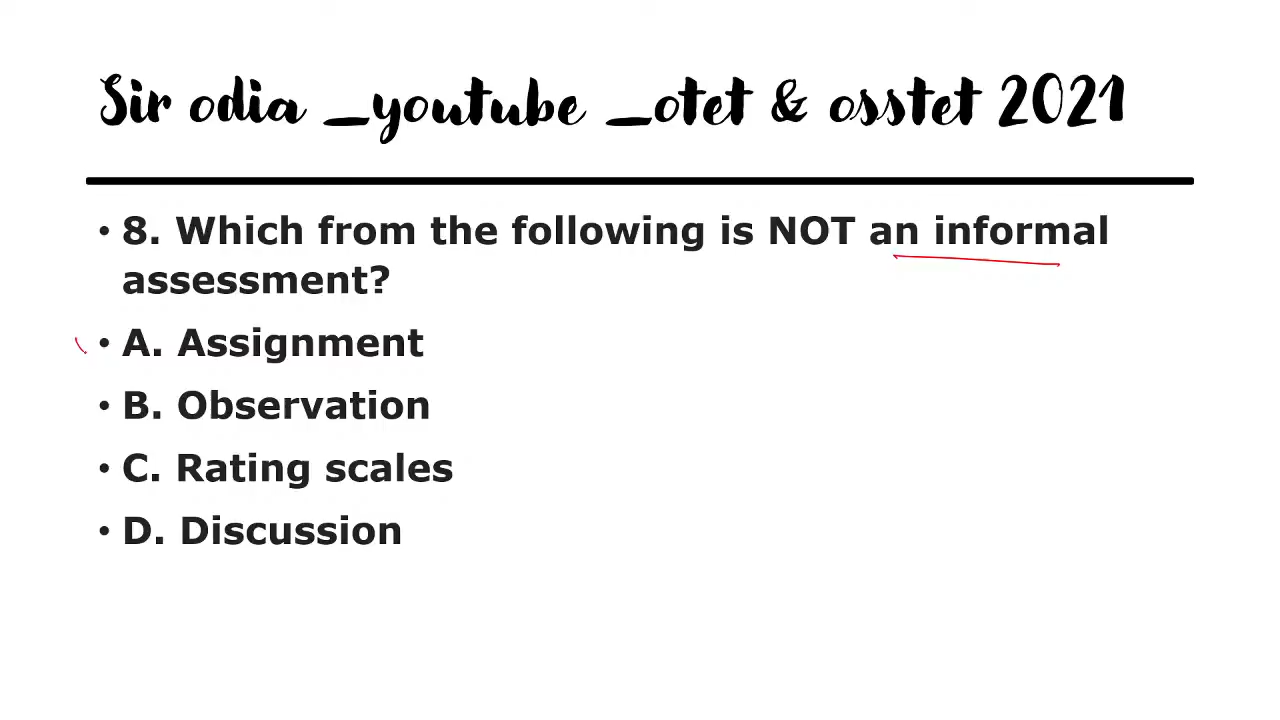 Sir odia _youtube _otet & osstet 2021
• 8. Which from the following is NOT an informal
assessment?
• A. Assignment
• B. Observation
• C. Rating scales
• D. Discussion